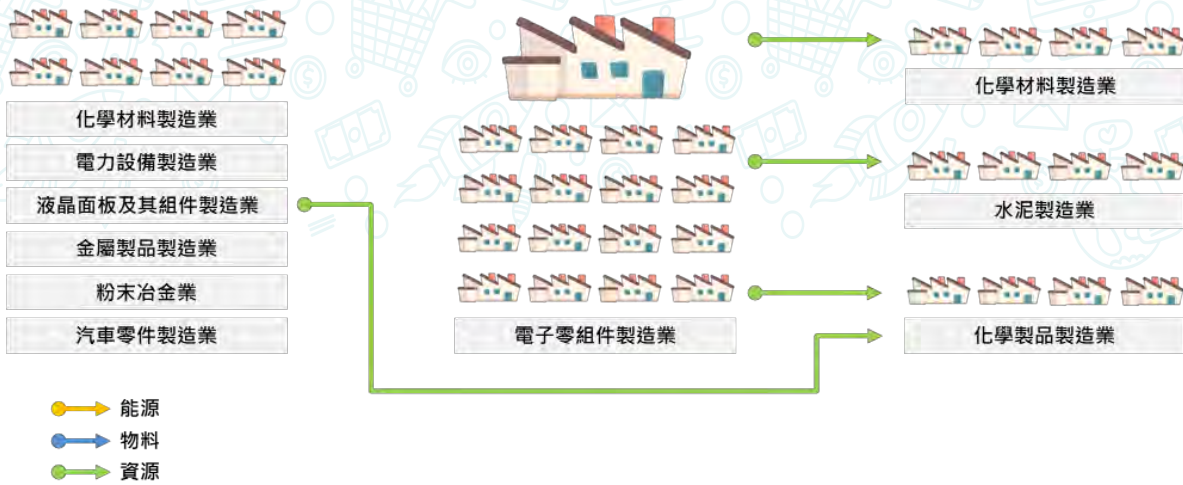 化學材料製造業
電力設備製造業
液晶面板及其組件製造業
金屬製品製造業
粉末冶金業
汽車零件製造業
電子零組件製造業
化學材料製造業
水泥製造業
化學製品製造業
能源
物料
資源